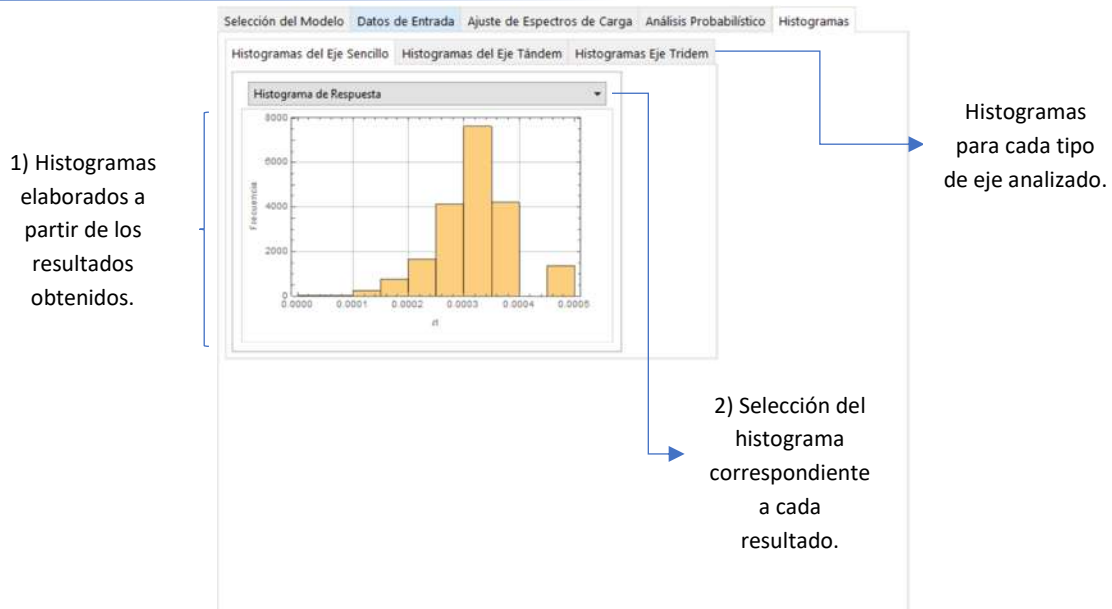 Selección del Modelo Datos de Entrada Ajuste de Espectros de Carga Análisis Probabilístico Histogramas
Histogramas del Eje Sencillo Histogramas del Eje Tándem Histogramas Eje Tridem
Histograma de Respuesta
8000
6000
4000
2000
0
Frecuencia
0.0000 0.0001 0.0002 0.0003 0.0004 0.0005
1) Histogramas
elaborados a
partir de los
resultados
obtenidos.
Histogramas
para cada tipo
de eje analizado.
2) Selección del
histograma
correspondiente
a cada
resultado.